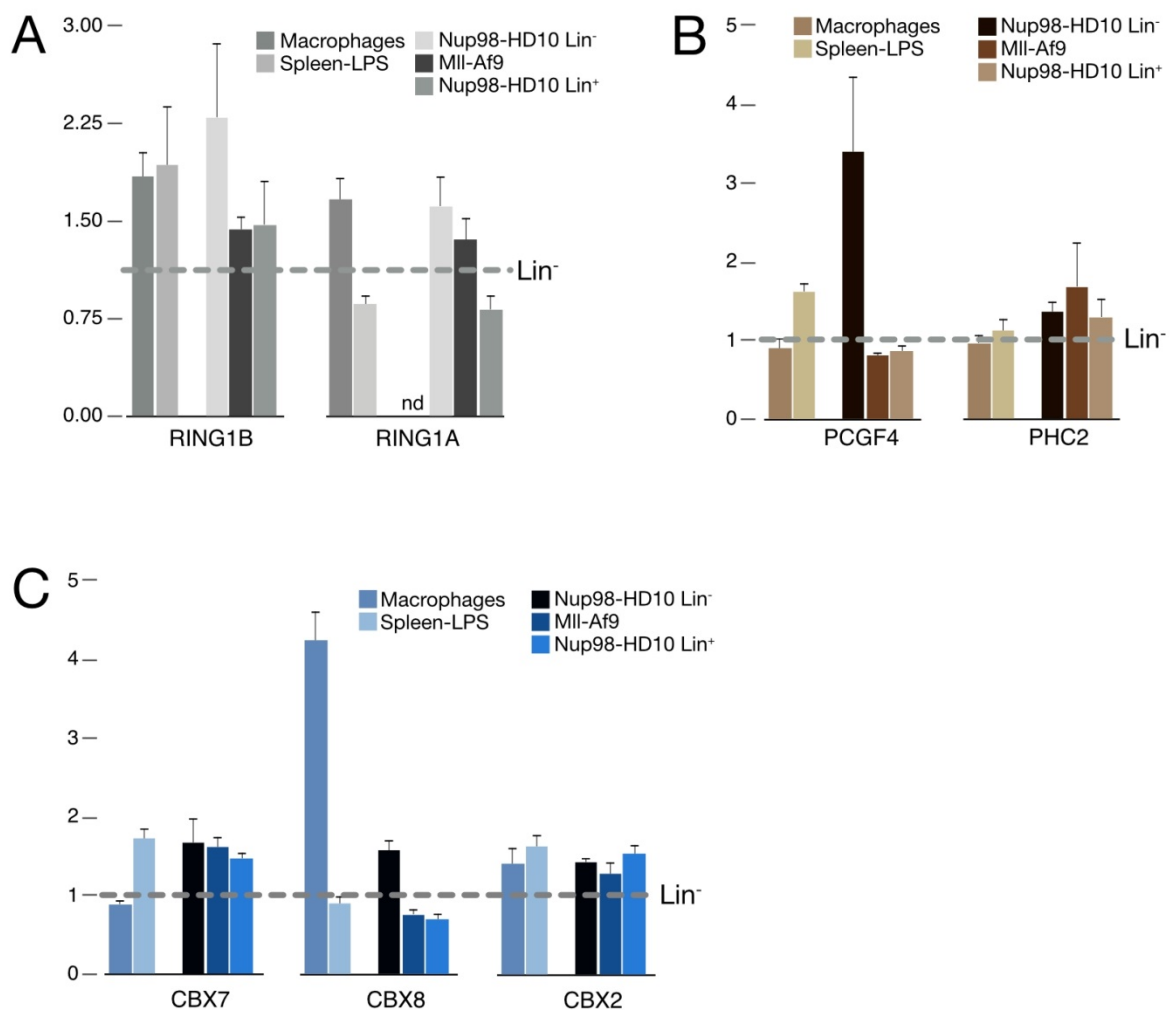 A
3.00
2.25
1.50
0.75
0.00
Macrophages
Spleen-LPS
Nup98-HD10 Lin⁻
Mll-Af9
Nup98-HD10 Lin⁺
Lin⁻
nd
RING1B
RING1A
B
5
4
3
2
1
0
Macrophages
Spleen-LPS
Nup98-HD10 Lin⁻
Mll-Af9
Nup98-HD10 Lin⁺
Lin⁻
PCGF4
PHC2
C
5
4
3
2
1
0
Macrophages
Spleen-LPS
Nup98-HD10 Lin⁻
Mll-Af9
Nup98-HD10 Lin⁺
Lin⁻
CBX7
CBX8
CBX2